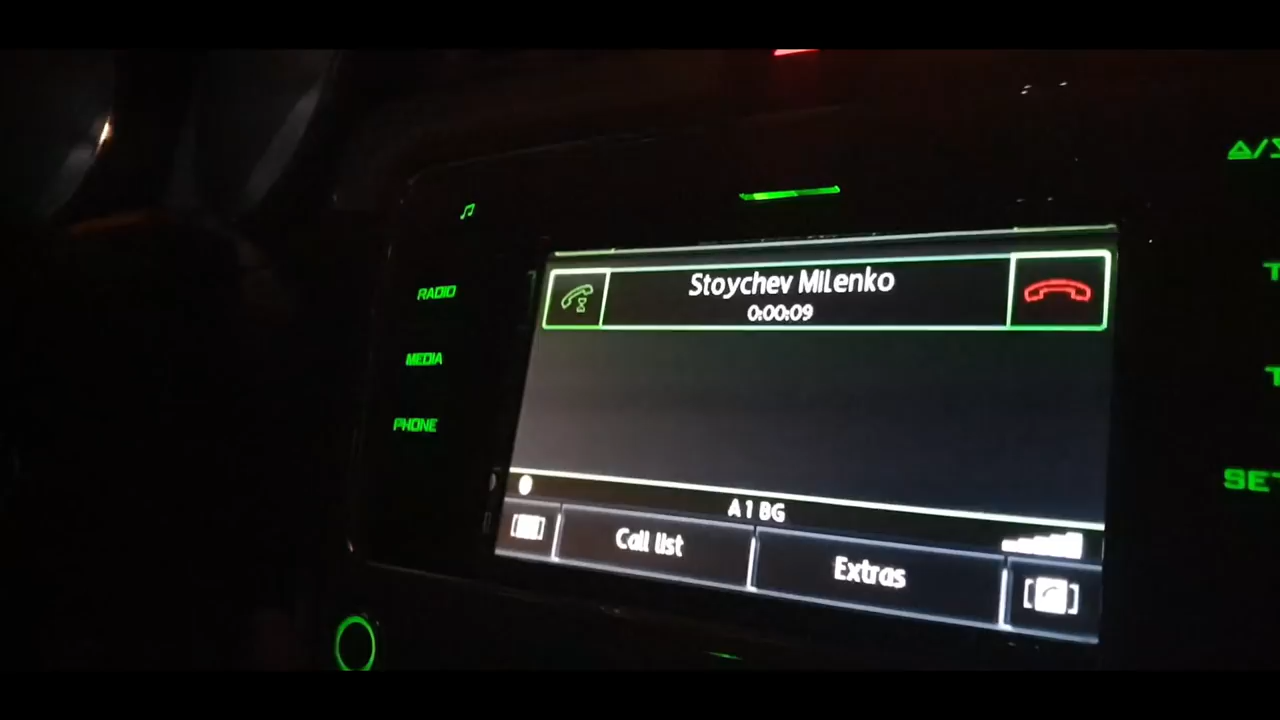 RADIO
MEDIA
PHONE
Stoychev Milenko
0:00:09
A1 BG
Call list
Extras